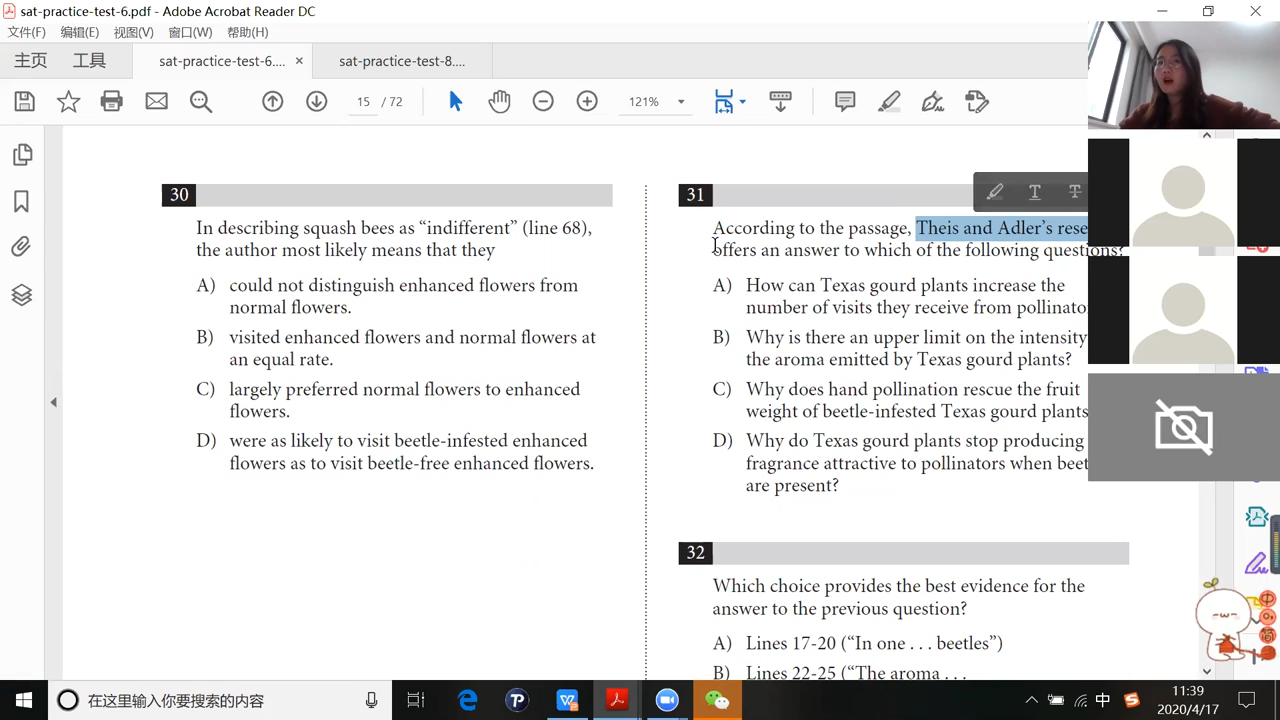 sat-practice-test-6.pdf - Adobe Acrobat Reader DC
文件(F) 编辑(E) 视图(V) 窗口(W) 帮助(H)
主页 工具 sat-practice-test-6.... × sat-practice-test-8....
15 / 72 121%
30
In describing squash bees as “indifferent” (line 68),
the author most likely means that they
A) could not distinguish enhanced flowers from
normal flowers.
B) visited enhanced flowers and normal flowers at
an equal rate.
C) largely preferred normal flowers to enhanced
flowers.
D) were as likely to visit beetle-infested enhanced
flowers as to visit beetle-free enhanced flowers.
31
According to the passage, Theis and Adler’s rese
offers an answer to which of the following questions?
A) How can Texas gourd plants increase the
number of visits they receive from pollinato
B) Why is there an upper limit on the intensity
the aroma emitted by Texas gourd plants?
C) Why does hand pollination rescue the fruit
weight of beetle-infested Texas gourd plants
D) Why do Texas gourd plants stop producing
fragrance attractive to pollinators when beet
are present?
32
Which choice provides the best evidence for the
answer to the previous question?
A) Lines 17-20 (“In one . . . beetles”)
B) Lines 22-25 (“The aroma . . .
在这里输入你要搜索的内容
中
11:39
2020/4/17